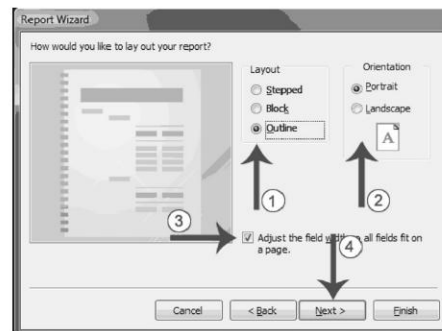 Report Wizard
How would you like to lay out your report?
Layout
Stepped
Block
Outline
Orientation
Portrait
Landscape
A
1
2
3
4
Adjust the field all fields fit on
a page.
Cancel
< Back
Next >
Finish